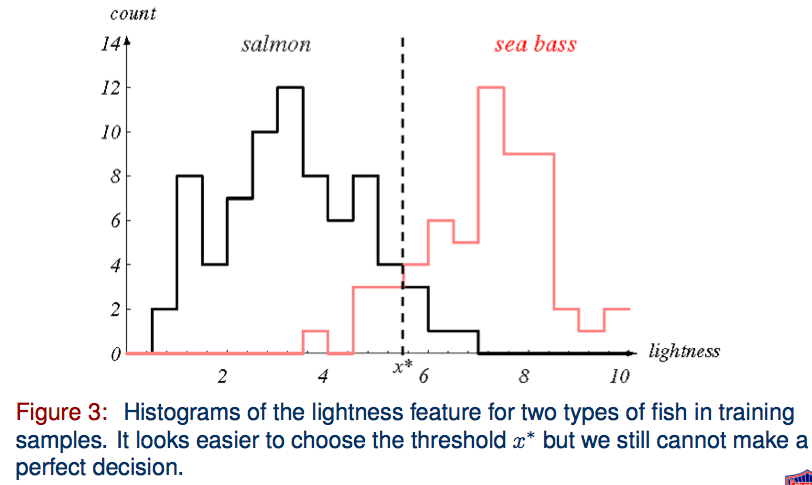 count
14
salmon
sea bass
12
10
8
6
4
2
0
x*
lightness
2
4
6
8
10
Figure 3: Histograms of the lightness feature for two types of fish in training
samples. It looks easier to choose the threshold x* but we still cannot make a
perfect decision.